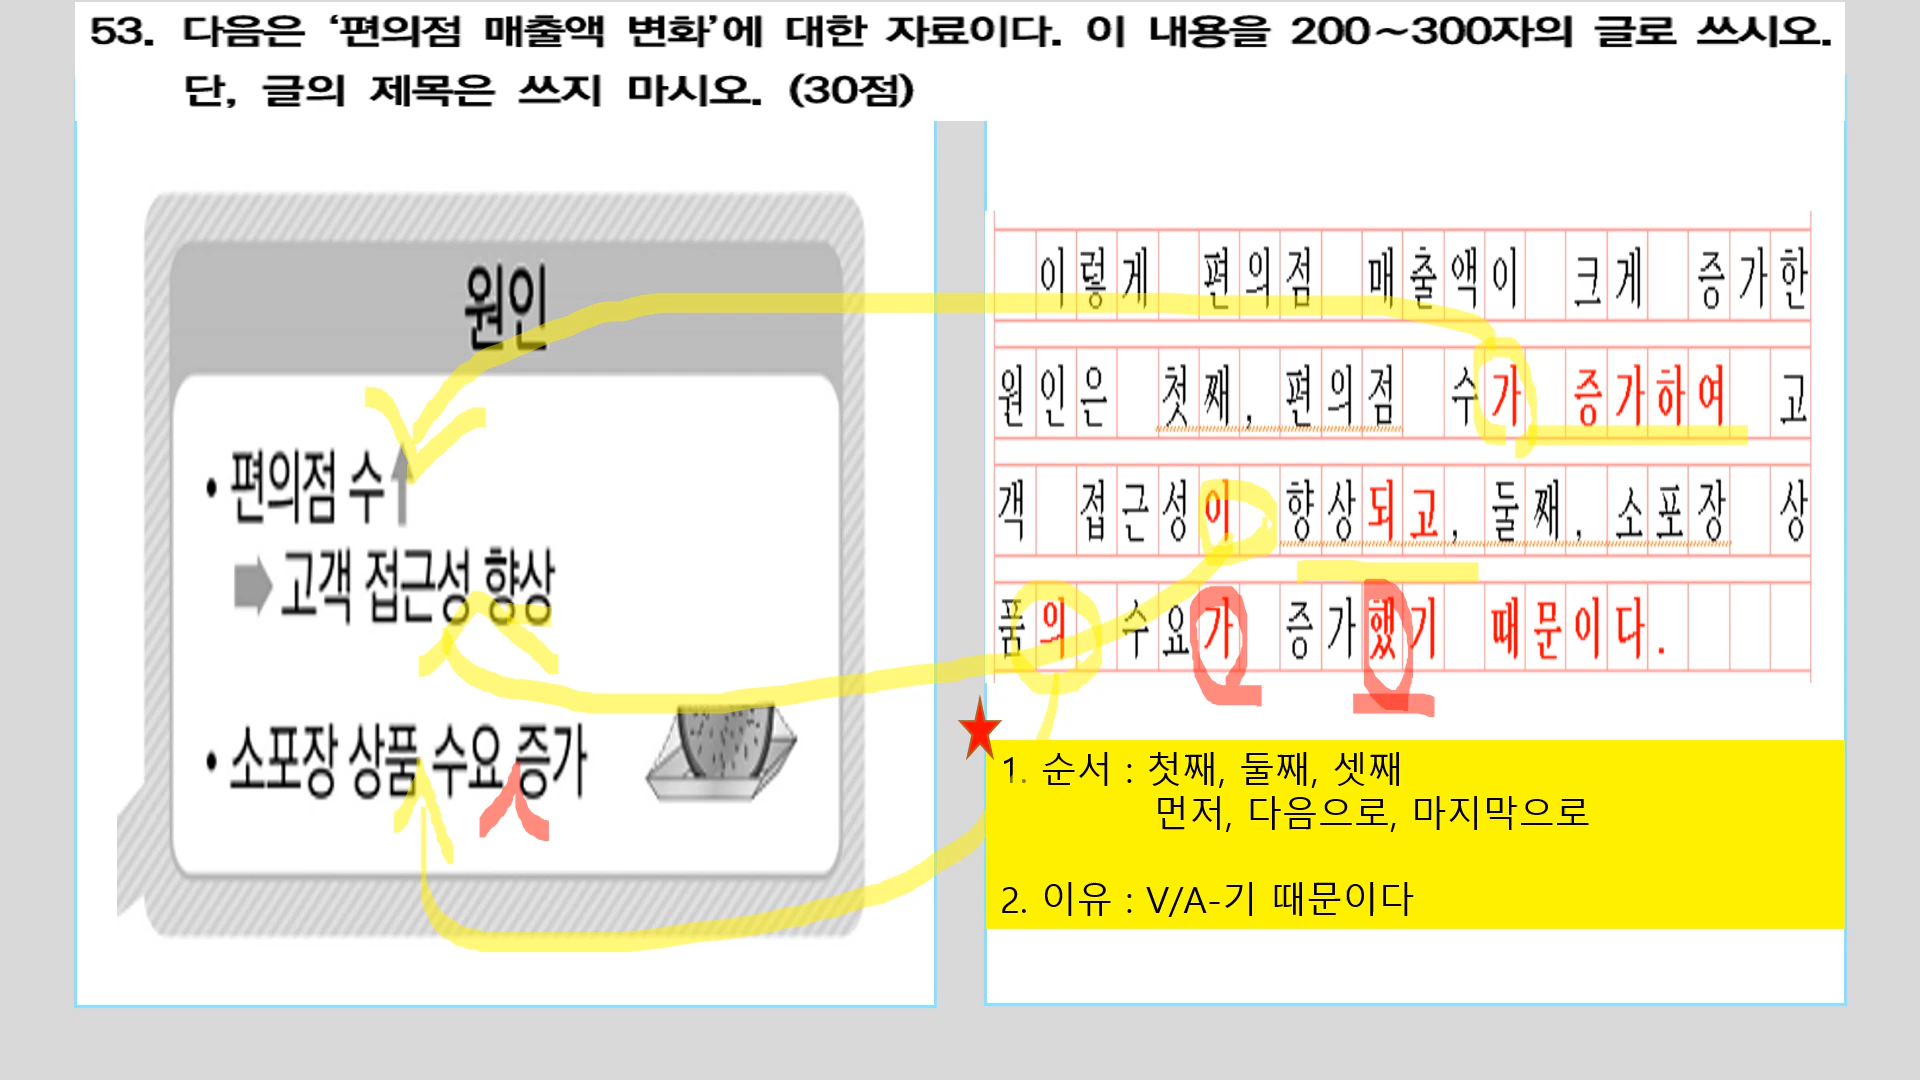 53. 다음은 ‘편의점 매출액 변화’에 대한 자료이다. 이 내용을 200~300자의 글로 쓰시오.
단, 글의 제목은 쓰지 마시오. (30점)
원인
• 편의점 수↑
➡ 고객 접근성 향상
• 소포장 상품 수요 증가
이렇게 편의점 매출액이 크게 증가한
원인은 첫째, 편의점 수가 증가하여 고
객 접근성이 향상되고, 둘째, 소포장 상
품의 수요가 증가했기 때문이다.
1. 순서 : 첫째, 둘째, 셋째
먼저, 다음으로, 마지막으로
2. 이유 : V/A-기 때문이다